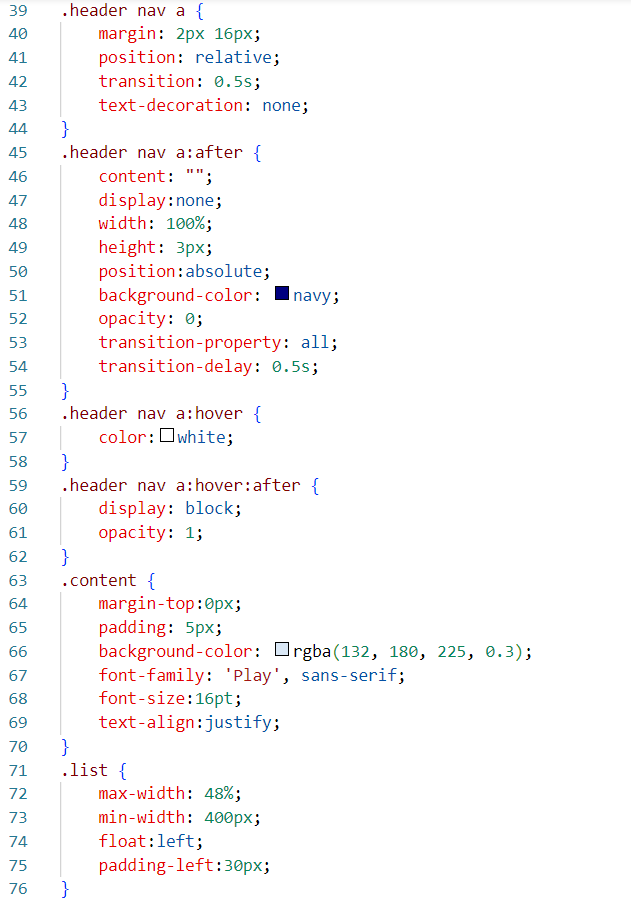 39 .header nav a {
40     margin: 2px 16px;
41     position: relative;
42     transition: 0.5s;
43     text-decoration: none;
44 }
45 .header nav a:after {
46     content: "";
47     display:none;
48     width: 100%;
49     height: 3px;
50     position:absolute;
51     background-color: navy;
52     opacity: 0;
53     transition-property: all;
54     transition-delay: 0.5s;
55 }
56 .header nav a:hover {
57     color:white;
58 }
59 .header nav a:hover:after {
60     display: block;
61     opacity: 1;
62 }
63 .content {
64     margin-top:0px;
65     padding: 5px;
66     background-color: rgba(132, 180, 225, 0.3);
67     font-family: 'Play', sans-serif;
68     font-size:16pt;
69     text-align:justify;
70 }
71 .list {
72     max-width: 48%;
73     min-width: 400px;
74     float:left;
75     padding-left:30px;
76 }